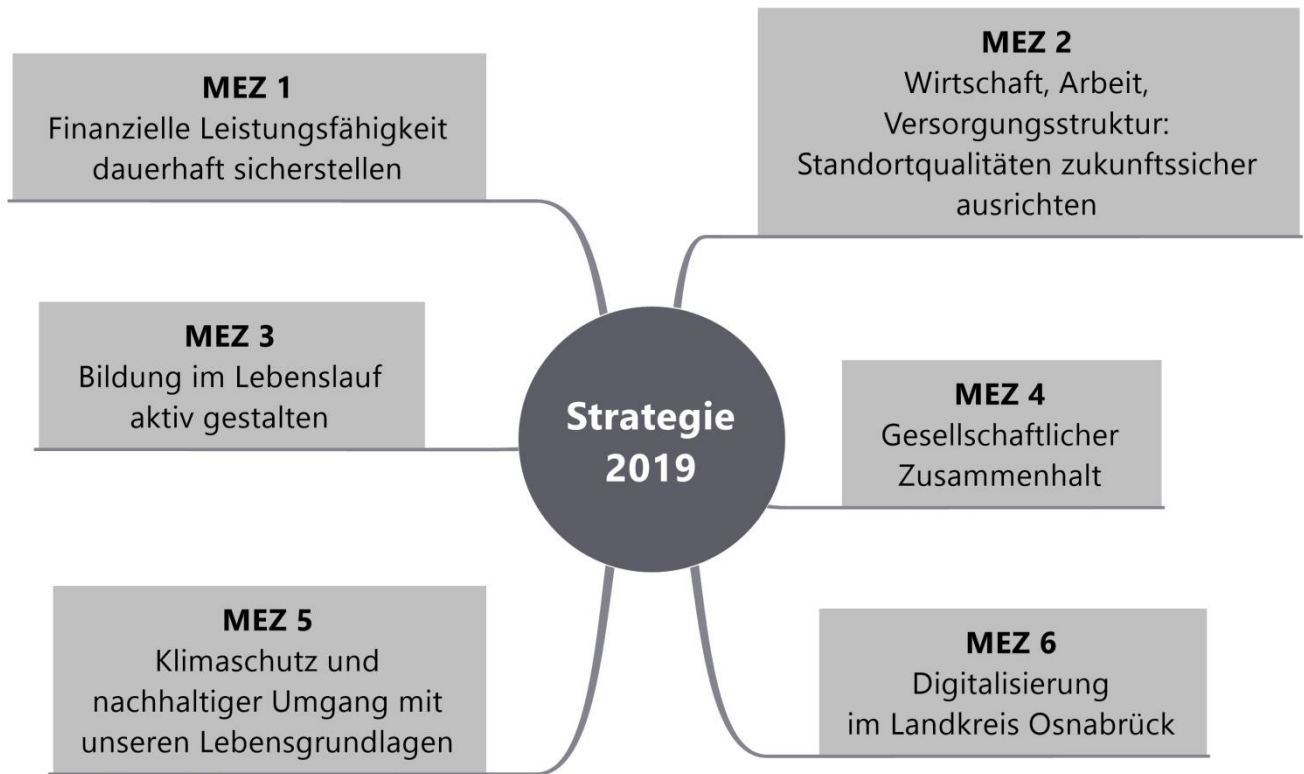 MEZ 1
Finanzielle Leistungsfähigkeit
dauerhaft sicherstellen
MEZ 2
Wirtschaft, Arbeit,
Versorgungsstruktur:
Standortqualitäten zukunftssicher
ausrichten
MEZ 3
Bildung im Lebenslauf
aktiv gestalten
Strategie
2019
MEZ 4
Gesellschaftlicher
Zusammenhalt
MEZ 5
Klimaschutz und
nachhaltiger Umgang mit
unseren Lebensgrundlagen
MEZ 6
Digitalisierung
im Landkreis Osnabrück